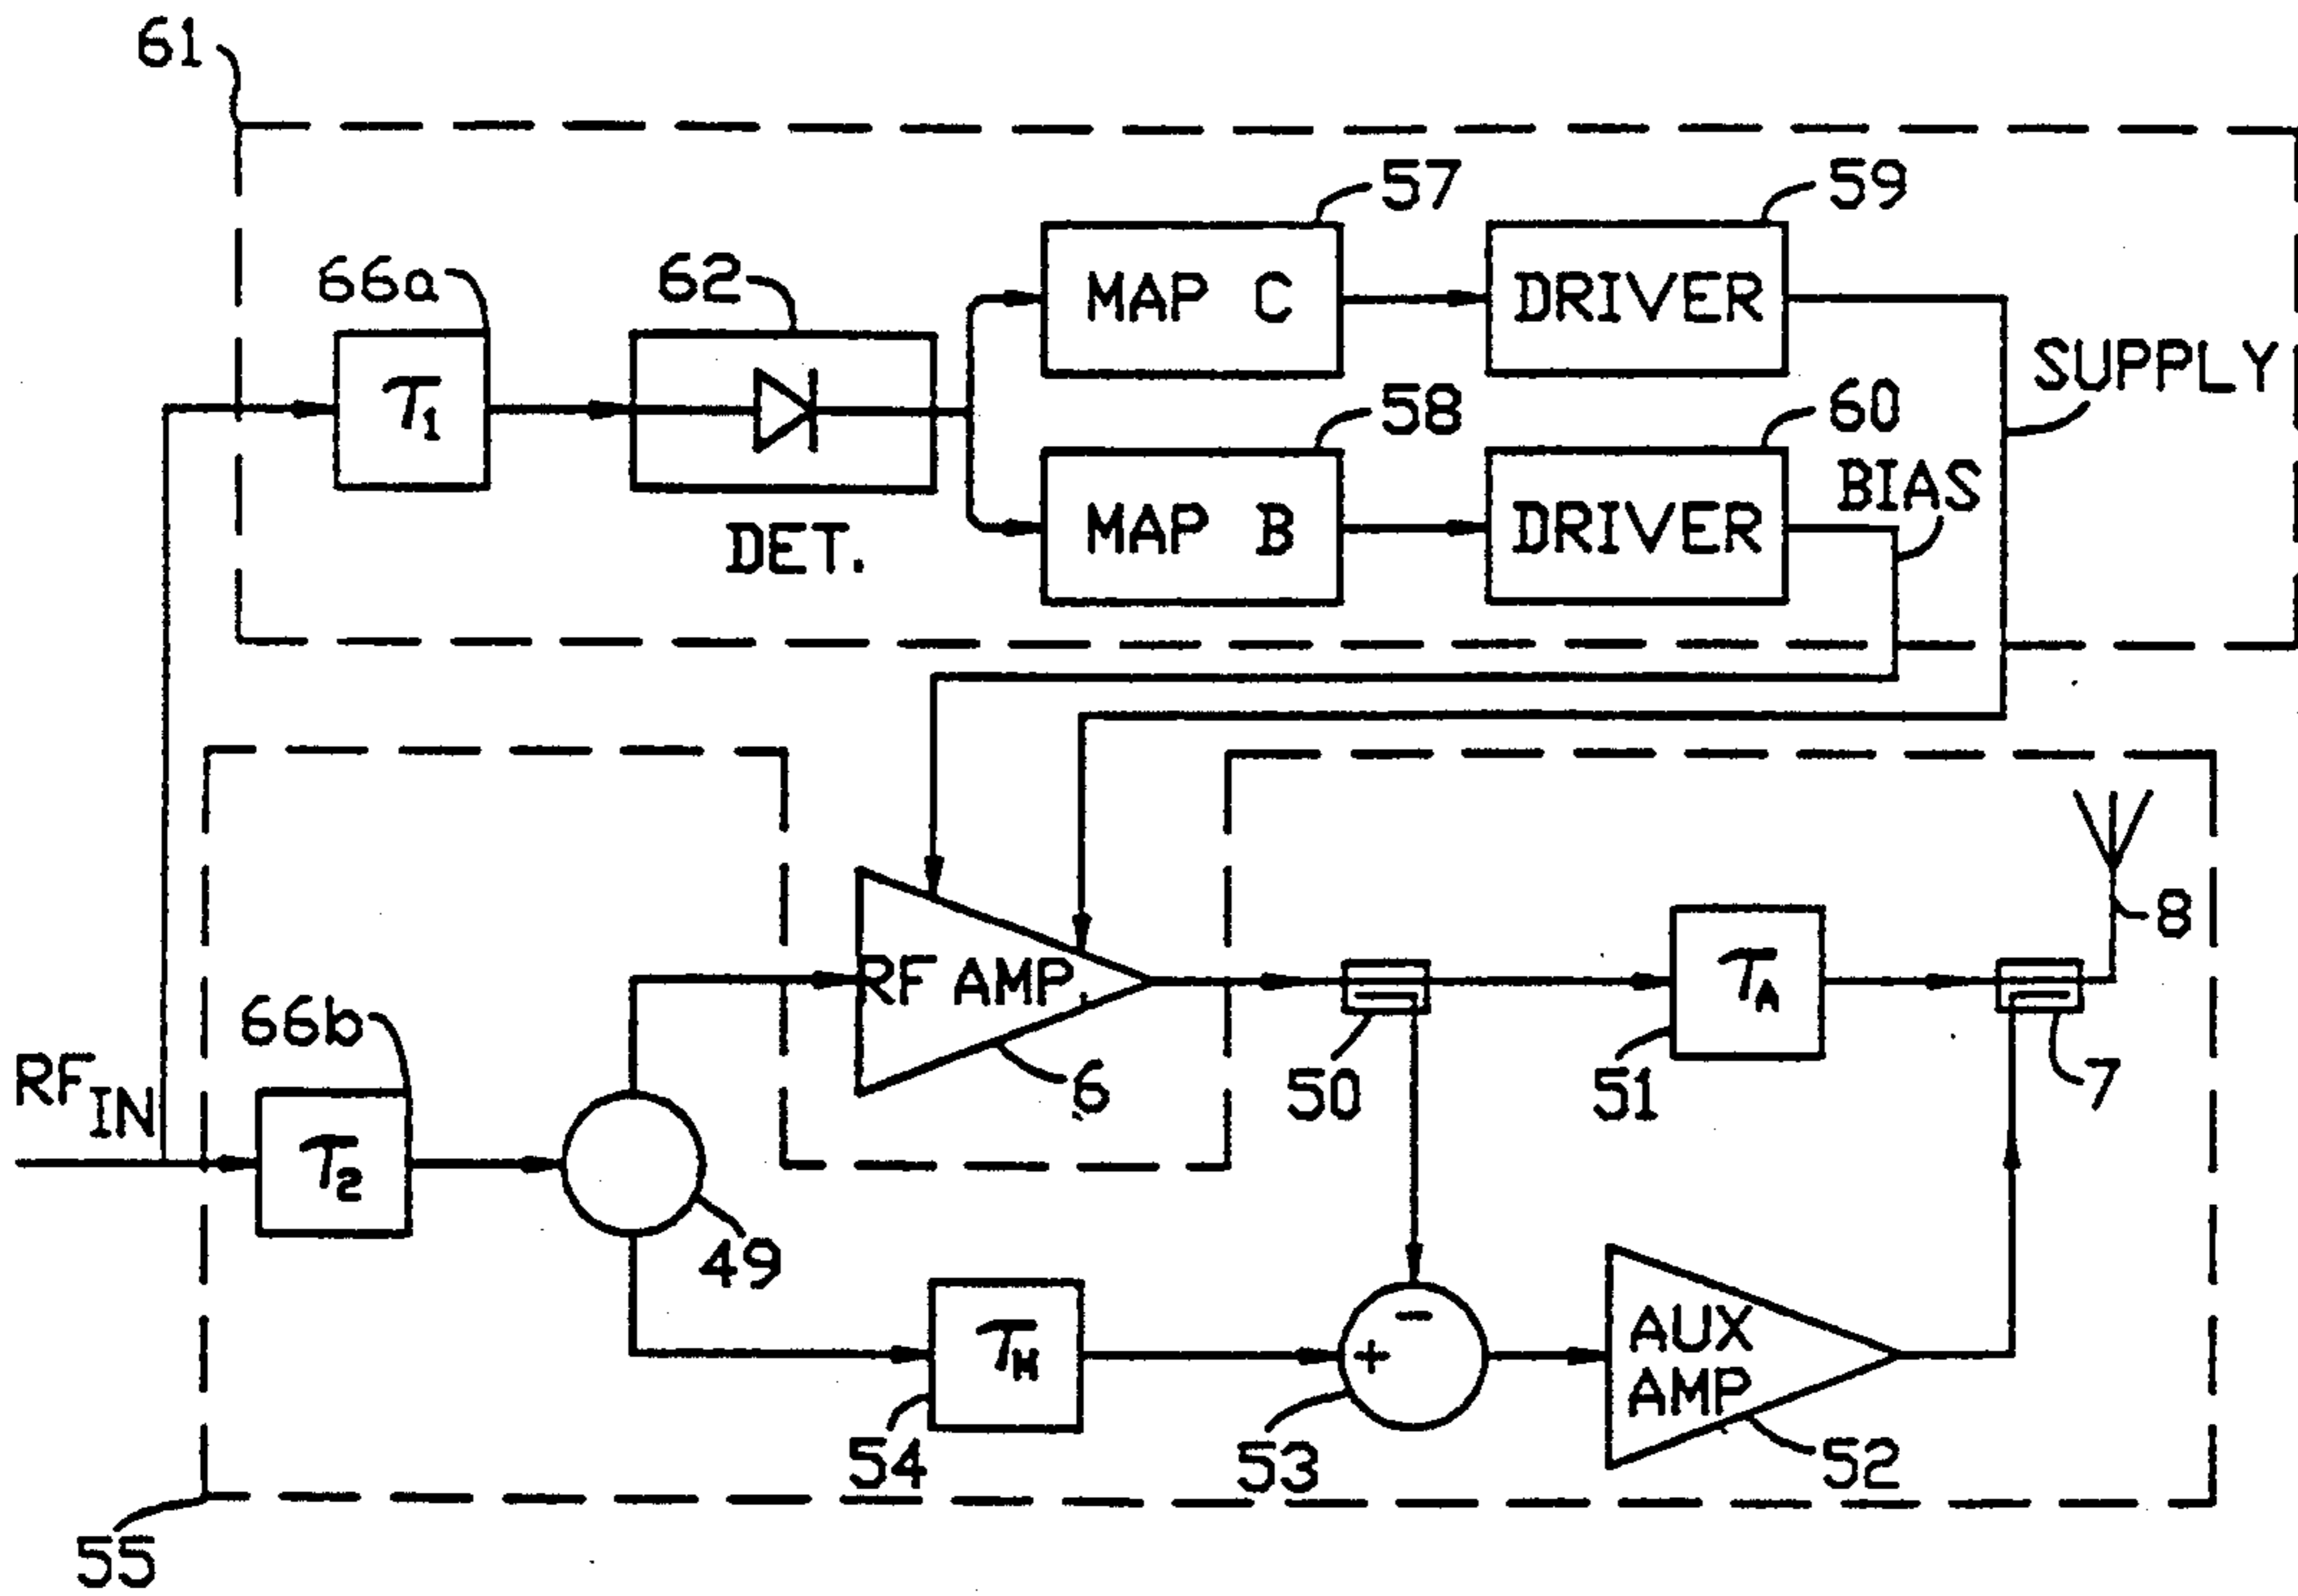 61
57
59
66a
62
MAP C
DRIVER
SUPPLY
τ1
58
60
BIAS
DET.
MAP B
DRIVER
8
RF AMP.
τA
66b
RFIN
6
50
51
7
τ2
49
τH
+
-
AUX
AMP
54
53
52
55